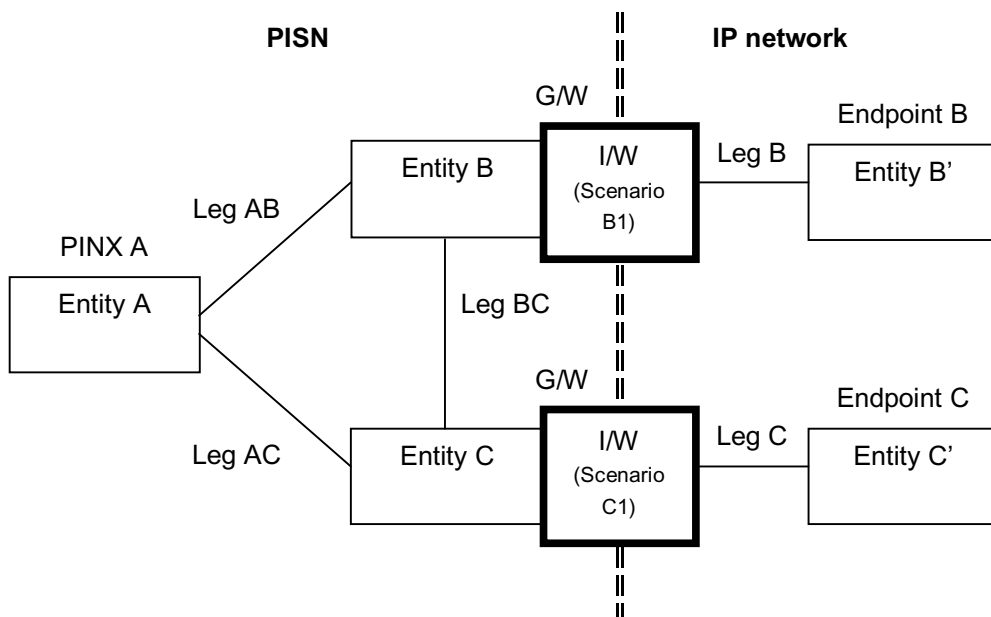 PISN
IP network
G/W
Endpoint B
Entity B
I/W
(Scenario
B1)
Leg B
Entity B’
Leg AB
PINX A
Entity A
Leg BC
G/W
Endpoint C
Leg AC
Entity C
I/W
(Scenario
C1)
Leg C
Entity C’